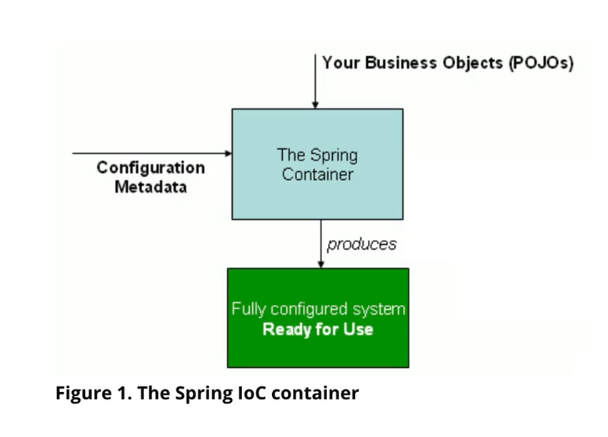 Your Business Objects (POJOs)
The Spring
Container
Configuration
Metadata
produces
Fully configured system
Ready for Use
Figure 1. The Spring IoC container